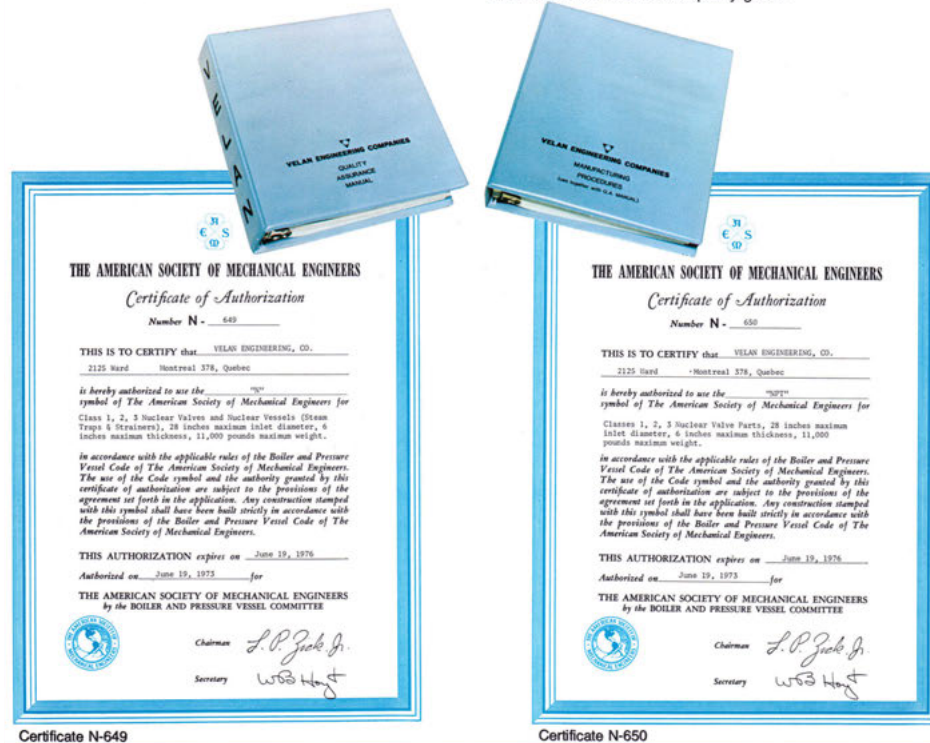 VELAN
VELAN ENGINEERING COMPANIES
QUALITY
ASSURANCE
MANUAL
VELAN ENGINEERING COMPANIES
MANUFACTURING
PROCEDURES
(use together with Q.A. MANUAL)
THE AMERICAN SOCIETY OF MECHANICAL ENGINEERS
Certificate of Authorization
Number N - 649
THIS IS TO CERTIFY that VELAN ENGINEERING, CO.
2125 Ward Montreal 378, Quebec
is hereby authorized to use the "N"
symbol of The American Society of Mechanical Engineers for
Class 1, 2, 3 Nuclear Valves and Nuclear Vessels (Steam
Traps & Strainers), 28 inches maximum inlet diameter, 6
inches maximum thickness, 11,000 pounds maximum weight.
in accordance with the applicable rules of the Boiler and Pressure
Vessel Code of The American Society of Mechanical Engineers.
The use of the Code symbol and the authority granted by this
certificate of authorization are subject to the provisions of the
agreement set forth in the application. Any construction stamped
with this symbol shall have been built strictly in accordance with
the provisions of the Boiler and Pressure Vessel Code of The
American Society of Mechanical Engineers.
THIS AUTHORIZATION expires on June 19, 1976
Authorized on June 19, 1973 for
THE AMERICAN SOCIETY OF MECHANICAL ENGINEERS
by the BOILER AND PRESSURE VESSEL COMMITTEE
Chairman L. P. Zick Jr.
Secretary WB Hoyt
Certificate N-649
THE AMERICAN SOCIETY OF MECHANICAL ENGINEERS
Certificate of Authorization
Number N - 650
THIS IS TO CERTIFY that VELAN ENGINEERING, CO.
2125 Ward Montreal 378, Quebec
is hereby authorized to use the "NPT"
symbol of The American Society of Mechanical Engineers for
Classes 1, 2, 3 Nuclear Valve Parts, 28 inches maximum
inlet diameter, 6 inches maximum thickness, 11,000
pounds maximum weight.
in accordance with the applicable rules of the Boiler and Pressure
Vessel Code of The American Society of Mechanical Engineers.
The use of the Code symbol and the authority granted by this
certificate of authorization are subject to the provisions of the
agreement set forth in the application. Any construction stamped
with this symbol shall have been built strictly in accordance with
the provisions of the Boiler and Pressure Vessel Code of The
American Society of Mechanical Engineers.
THIS AUTHORIZATION expires on June 19, 1976
Authorized on June 19, 1973 for
THE AMERICAN SOCIETY OF MECHANICAL ENGINEERS
by the BOILER AND PRESSURE VESSEL COMMITTEE
Chairman L. P. Zick Jr.
Secretary WB Hoyt
Certificate N-650